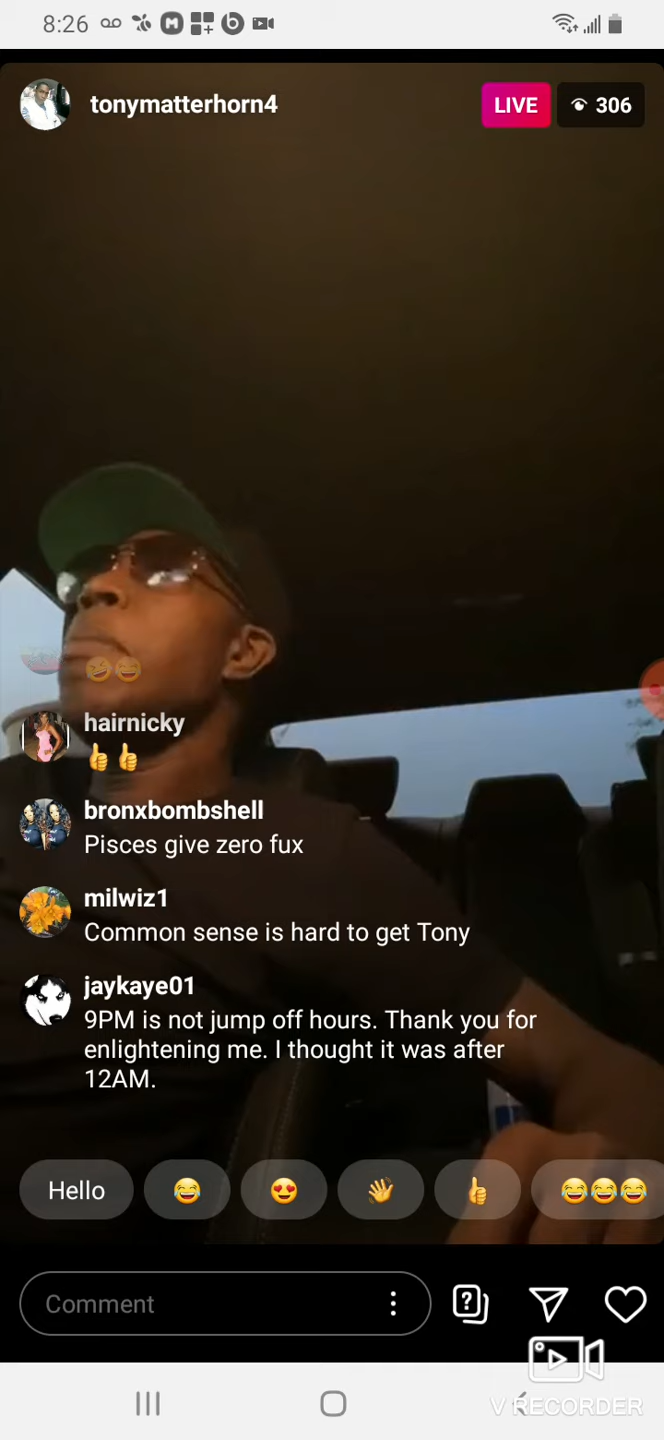 8:26
tonymatterhorn4
LIVE
306
🤣😆
hairnicky
👍👍
bronxbombshell
Pisces give zero fux
milwiz1
Common sense is hard to get Tony
jaykaye01
9PM is not jump off hours. Thank you for
enlightening me. I thought it was after
12AM.
Hello 😂 😍 👋 👍 😂😂😂
Comment
V RECORDER